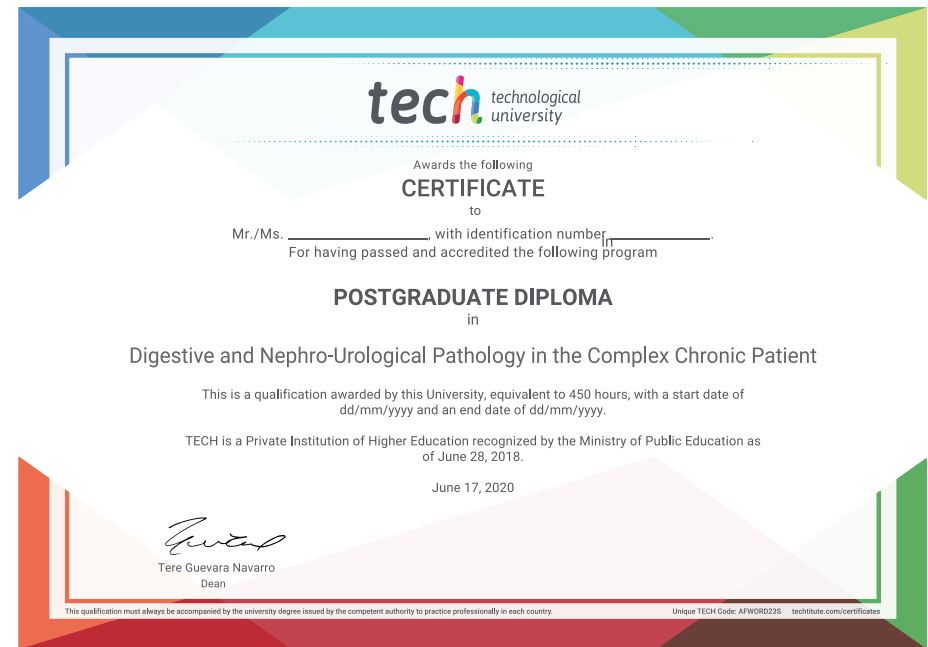 tech technological
university
Awards the following
CERTIFICATE
to
Mr./Ms. ____________, with identification number ____________.
In
For having passed and accredited the following program
POSTGRADUATE DIPLOMA
in
Digestive and Nephro-Urological Pathology in the Complex Chronic Patient
This is a qualification awarded by this University, equivalent to 450 hours, with a start date of
dd/mm/yyyy and an end date of dd/mm/yyyy.
TECH is a Private Institution of Higher Education recognized by the Ministry of Public Education as
of June 28, 2018.
June 17, 2020
Tere Guevara Navarro
Dean
This qualification must always be accompanied by the university degree issued by the competent authority to practice professionally in each country. Unique TECH Code: AFWORD23S techtitute.com/certificates